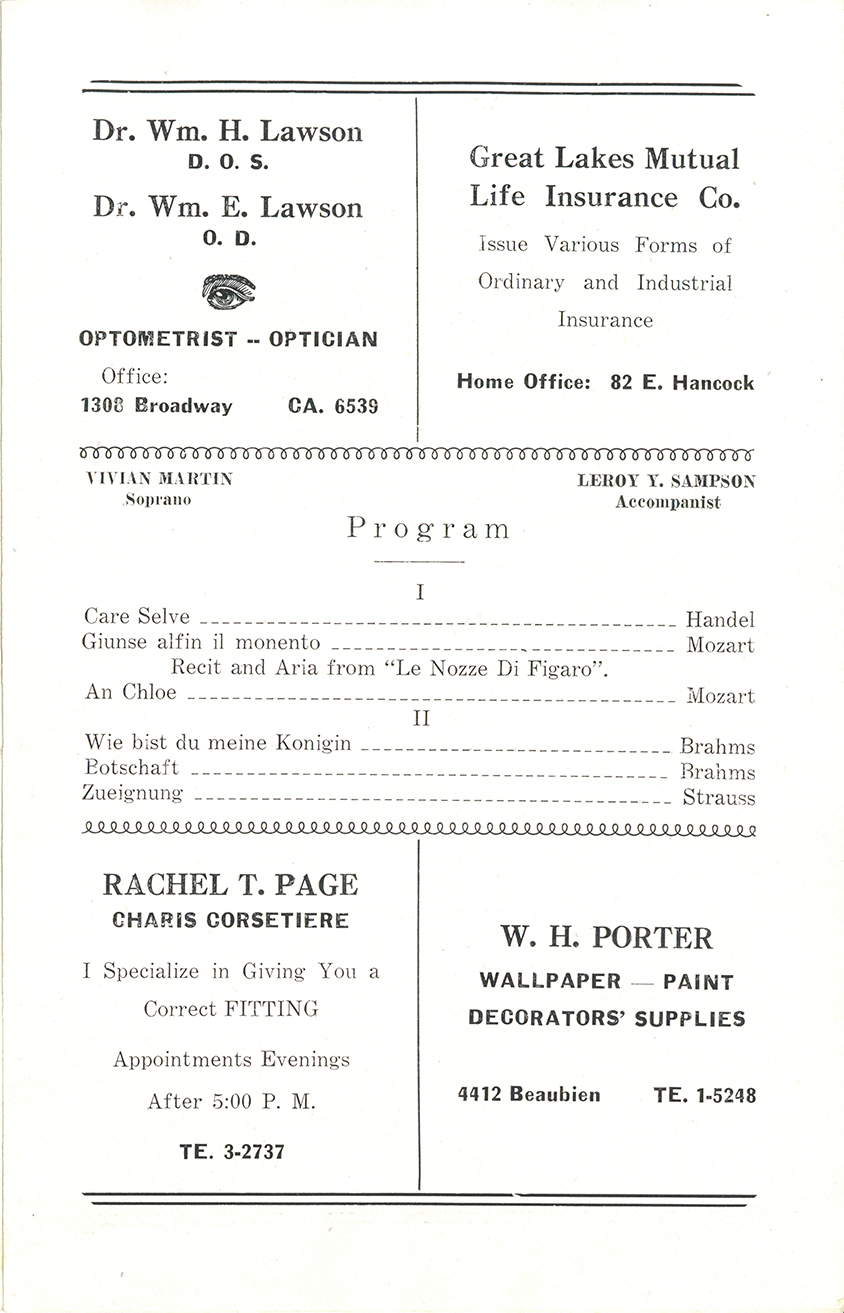 Dr. Wm. H. Lawson
D. O. S.
Dr. Wm. E. Lawson
O. D.
OPTOMETRIST -- OPTICIAN
Office:
1308 Broadway CA. 6539
Great Lakes Mutual
Life Insurance Co.
Issue Various Forms of
Ordinary and Industrial
Insurance
Home Office: 82 E. Hancock
VIVIAN MARTIN
Soprano
LEROY Y. SAMPSON
Accompanist
Program
I
Care Selve Handel
Giunse alfin il monento Mozart
Recit and Aria from “Le Nozze Di Figaro”.
An Chloe Mozart
II
Wie bist du meine Konigin Brahms
Botschaft Brahms
Zueignung Strauss
RACHEL T. PAGE
CHARIS CORSETIERE
I Specialize in Giving You a
Correct FITTING
Appointments Evenings
After 5:00 P. M.
TE. 3-2737
W. H. PORTER
WALLPAPER — PAINT
DECORATORS’ SUPPLIES
4412 Beaubien TE. 1-5248